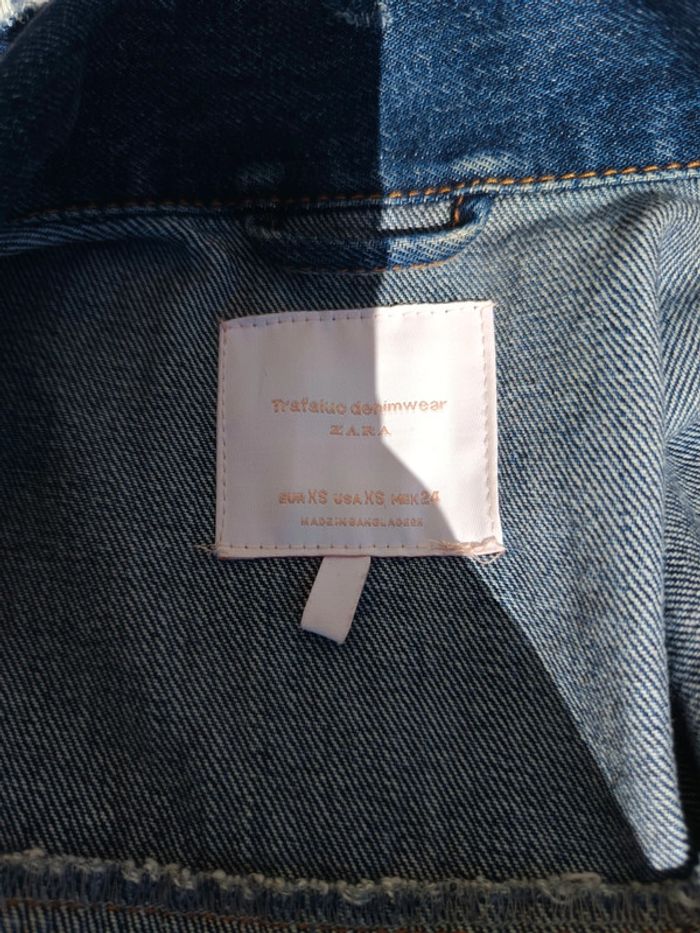 Trafaluc denimwear
ZARA
EUR XS USA XS MEX 24
MADE IN BANGLADESH